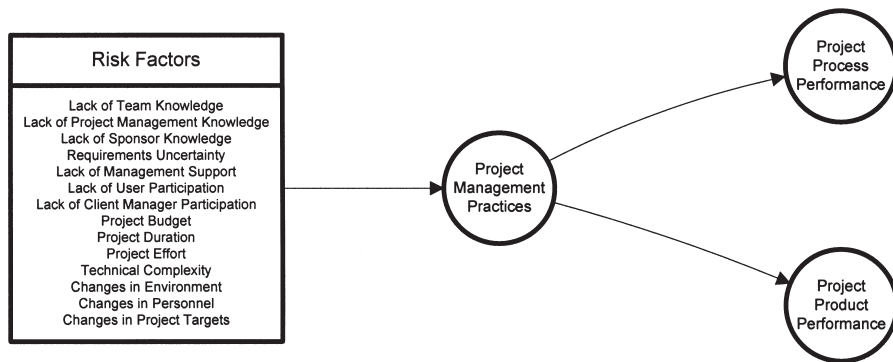 Risk Factors
Lack of Team Knowledge
Lack of Project Management Knowledge
Lack of Sponsor Knowledge
Requirements Uncertainty
Lack of Management Support
Lack of User Participation
Lack of Client Manager Participation
Project Budget
Project Duration
Project Effort
Technical Complexity
Changes in Environment
Changes in Personnel
Changes in Project Targets
Project
Management
Practices
Project
Process
Performance
Project
Product
Performance